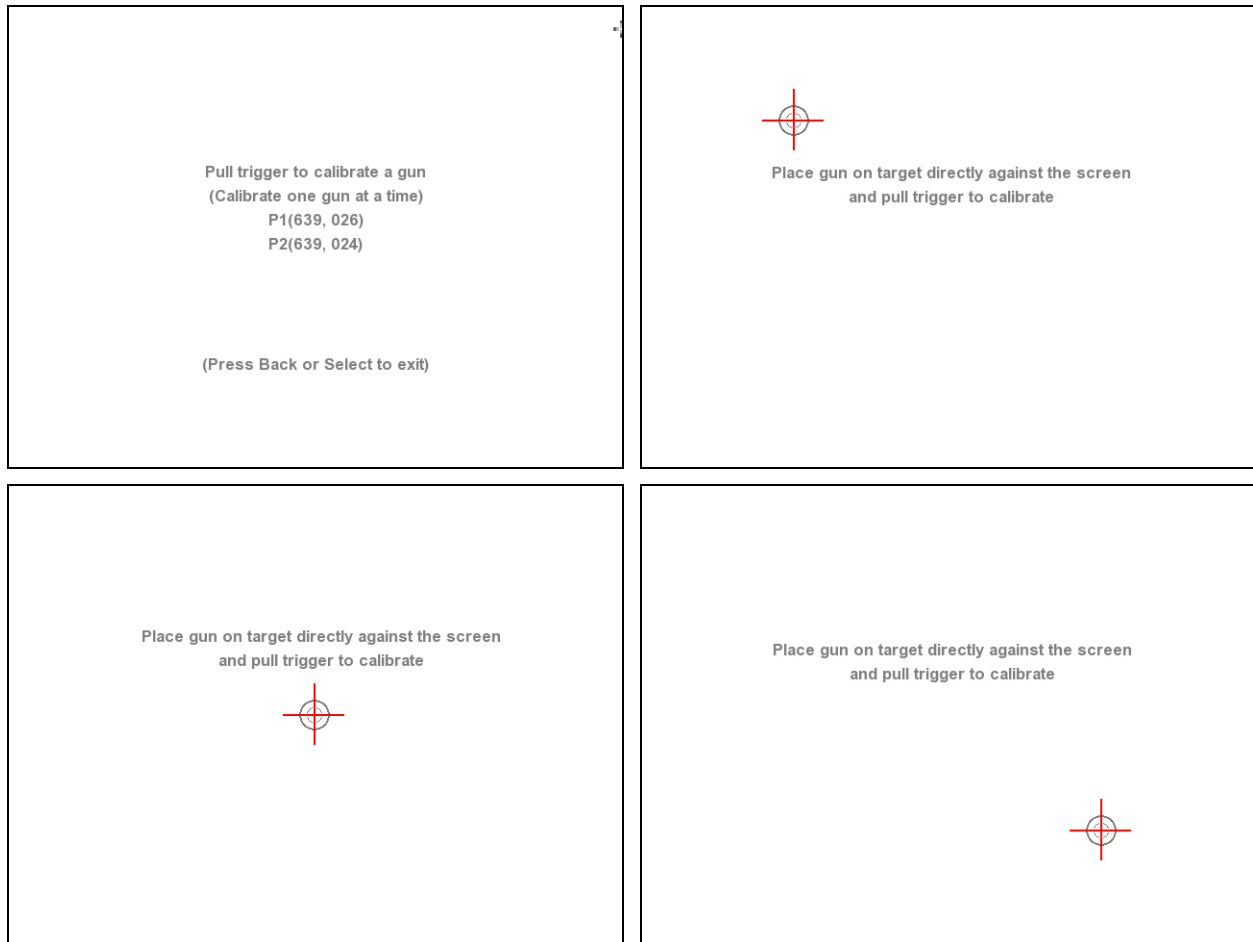 Pull trigger to calibrate a gun
(Calibrate one gun at a time)
P1(639, 026)
P2(639, 024)
(Press Back or Select to exit)
Place gun on target directly against the screen
and pull trigger to calibrate
Place gun on target directly against the screen
and pull trigger to calibrate
Place gun on target directly against the screen
and pull trigger to calibrate